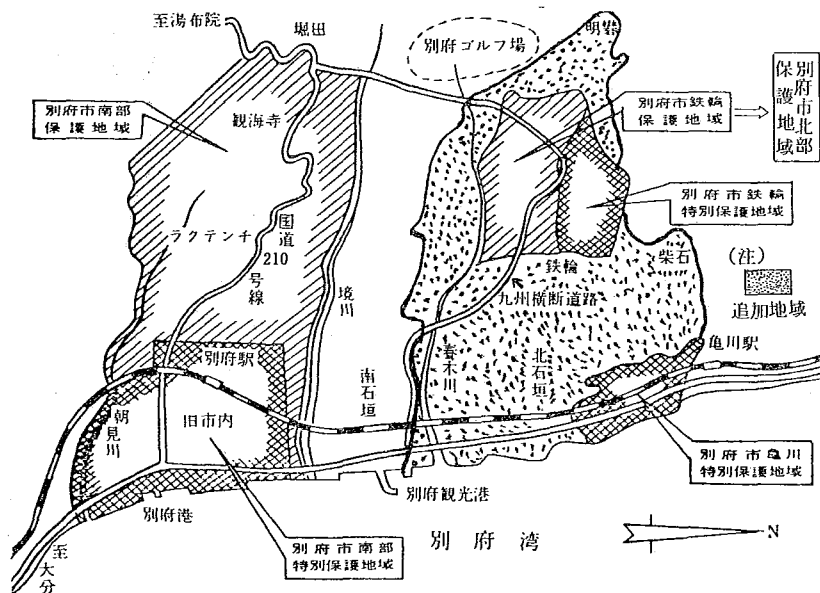 至湯布院
堀田
別府ゴルフ場
明礬
別府市北部
保護地域
別府市南部
保護地域
観海寺
別府市鉄輪
保護地域
別府市鉄輪
特別保護地域
ラクテンチ
国道
210
号線
境川
鉄輪
九州横断道路
柴石
(注)
追加地域
亀川駅
別府駅
南石垣
春木川
北石垣
朝見川
旧市内
別府市亀川
特別保護地域
別府港
別府観光港
別府市南部
特別保護地域
別府湾
N
至大分